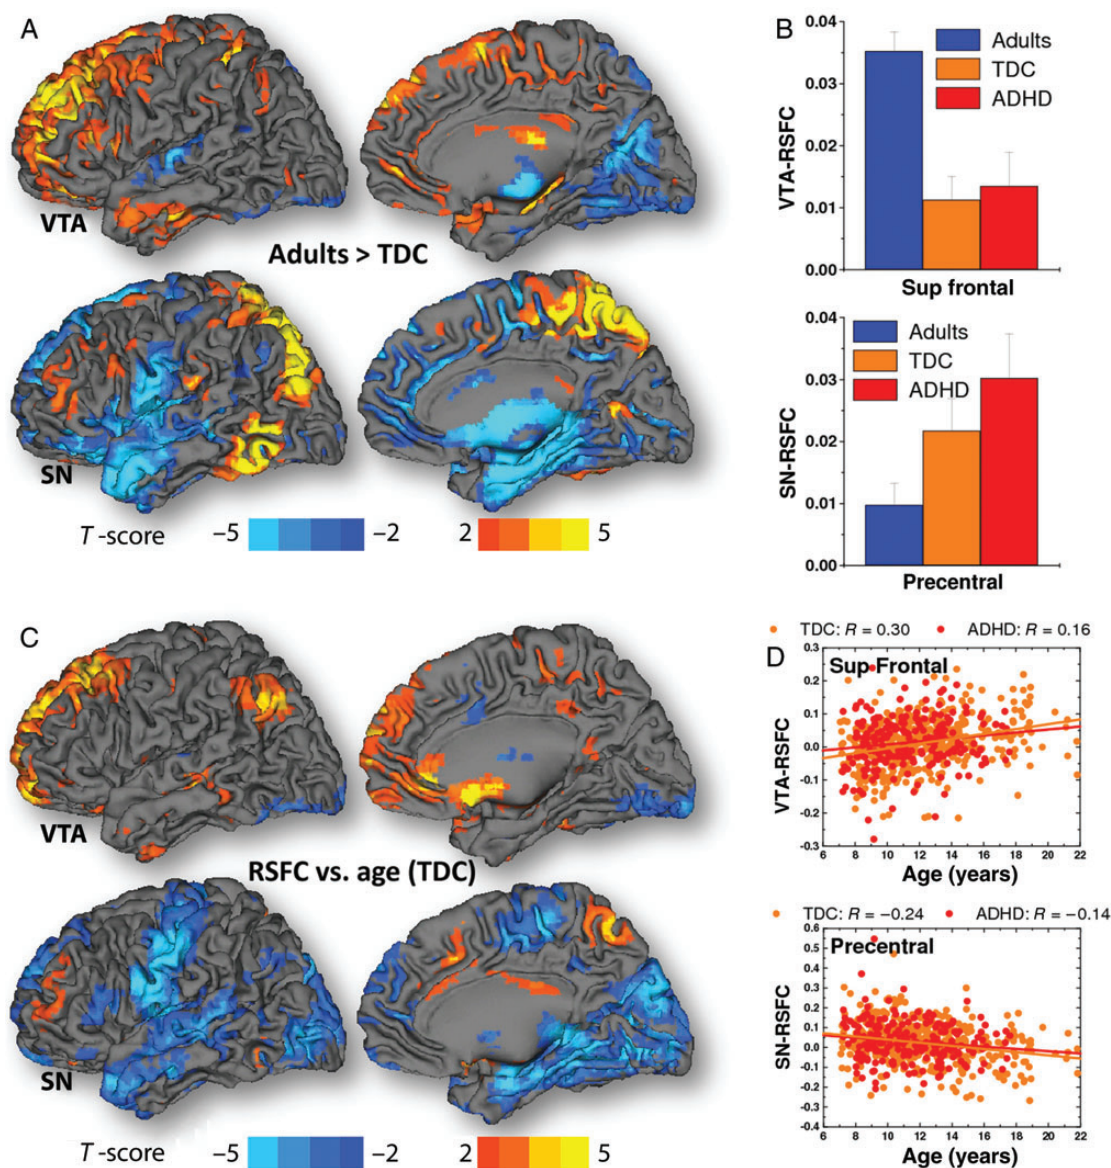 A
VTA
Adults > TDC
SN
T-score −5 −2 2 5
B
0.04
0.03
0.02
0.01
0.00
VTA-RSFC
Adults
TDC
ADHD
Sup frontal
0.04
0.03
0.02
0.01
0.00
SN-RSFC
Adults
TDC
ADHD
Precentral
C
VTA
RSFC vs. age (TDC)
SN
T-score −5 −2 2 5
TDC: R = 0.30 ADHD: R = 0.16
D
Sup Frontal
0.3
0.2
0.1
0.0
-0.1
-0.2
-0.3
VTA-RSFC
6 8 10 12 14 16 18 20 22
Age (years)
TDC: R = −0.24 ADHD: R = −0.14
Precentral
0.6
0.5
0.4
0.3
0.2
0.1
0.0
-0.1
-0.2
-0.3
-0.4
SN-RSFC
6 8 10 12 14 16 18 20 22
Age (years)